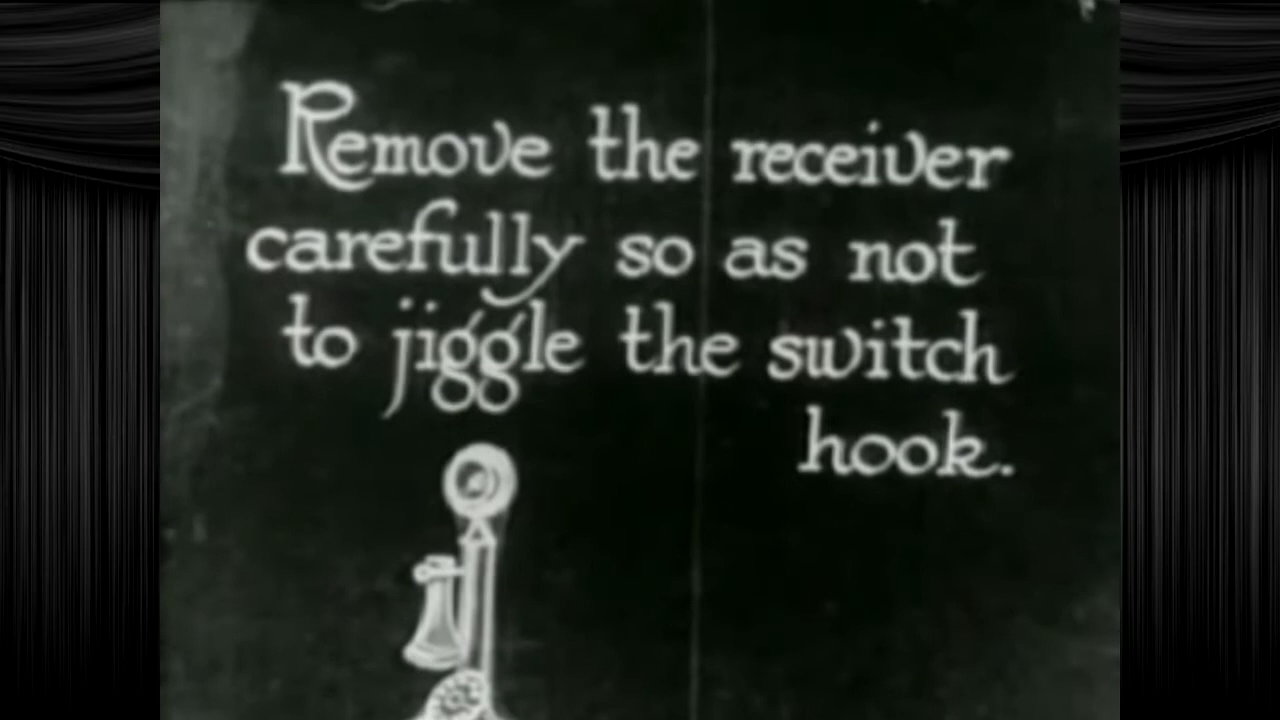 Remove the receiver
carefully so as not
to jiggle the switch
hook.